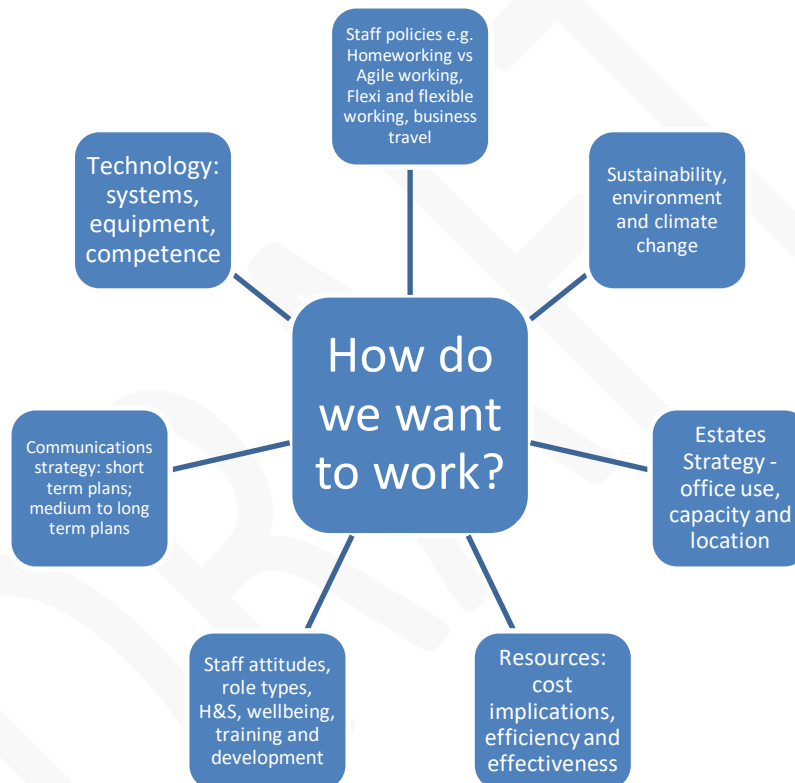 Staff policies e.g.
Homeworking vs
Agile working,
Flexi and flexible
working, business
travel
Sustainability,
environment
and climate
change
Estates
Strategy -
office use,
capacity and
location
Resources:
cost
implications,
efficiency and
effectiveness
Staff attitudes,
role types,
H&S, wellbeing,
training and
development
Communications
strategy: short
term plans;
medium to long
term plans
Technology:
systems,
equipment,
competence
How do
we want
to work?
DRAFT